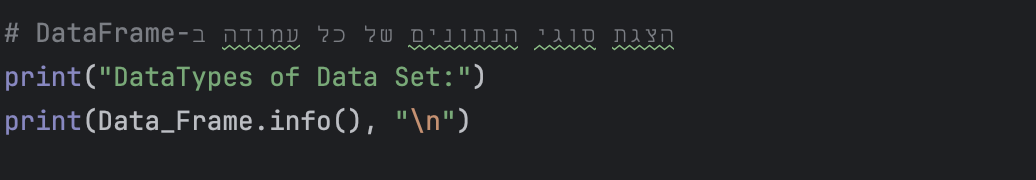 # הצגת סוגי הנתונים של כל עמודה ב-DataFrame
print("DataTypes of Data Set:")
print(Data_Frame.info(), "\n")